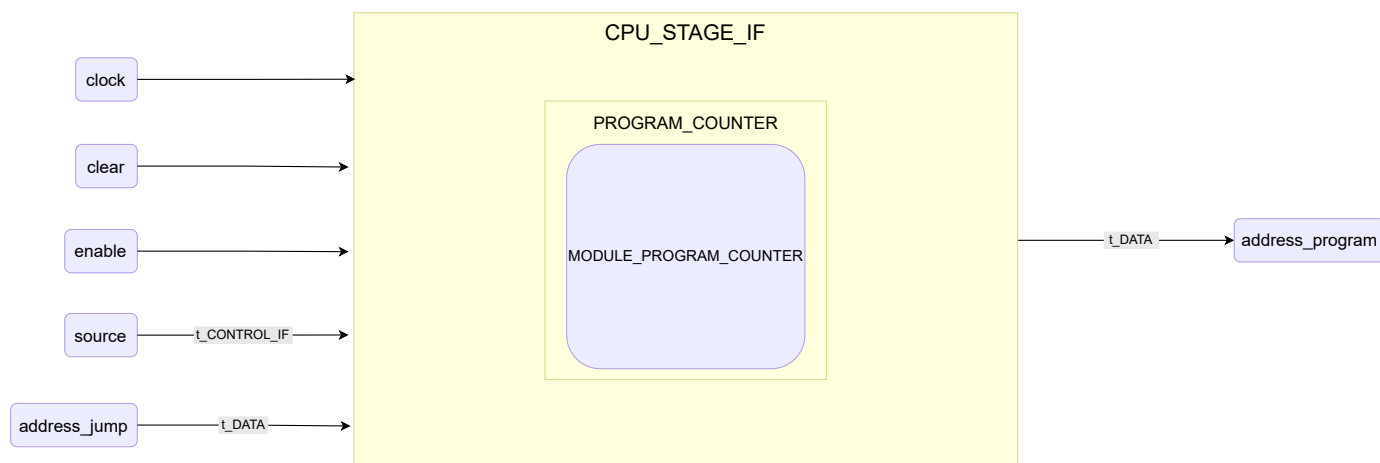 CPU_STAGE_IF
clock
clear
enable
source
t_CONTROL_IF
address_jump
t_DATA
PROGRAM_COUNTER
MODULE_PROGRAM_COUNTER
t_DATA
address_program